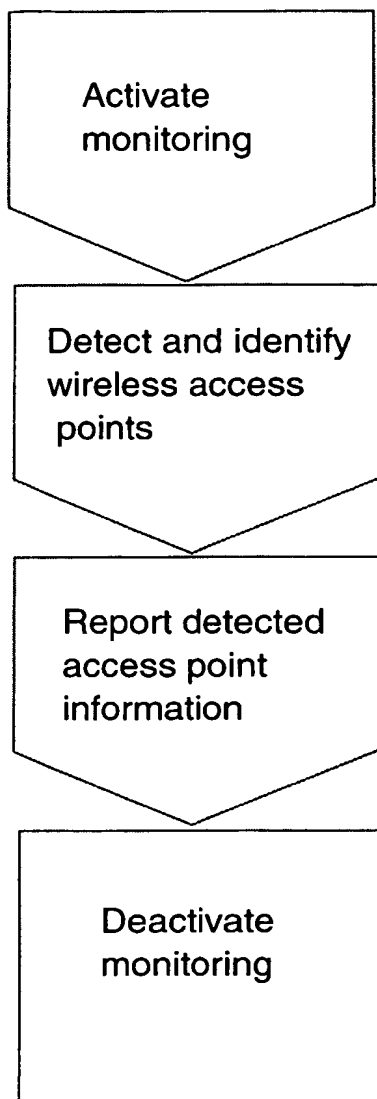 Activate
monitoring
Detect and identify
wireless access
points
Report detected
access point
information
Deactivate
monitoring